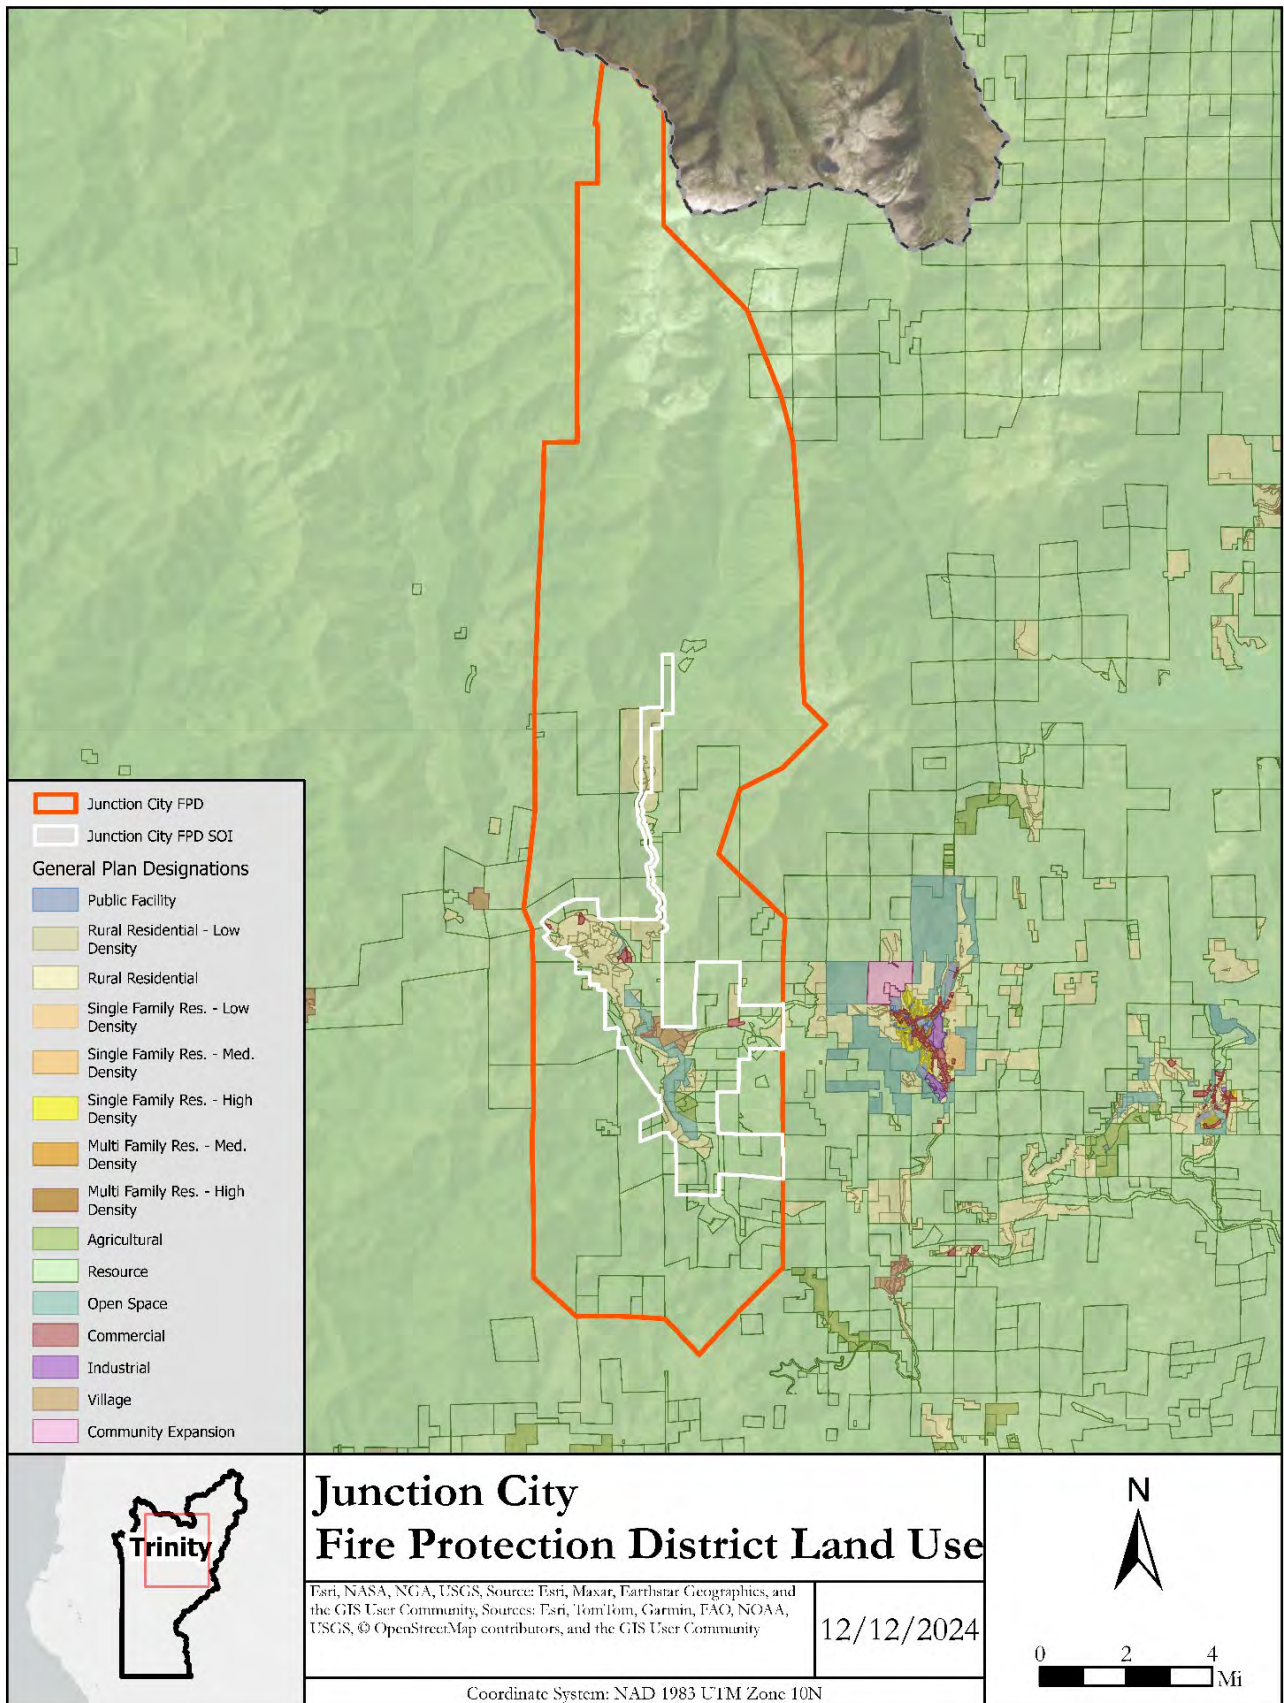 Junction City FPD
Junction City FPD SOI
General Plan Designations
Public Facility
Rural Residential - Low
Density
Rural Residential
Single Family Res. - Low
Density
Single Family Res. - Med.
Density
Single Family Res. - High
Density
Multi Family Res. - Med.
Density
Multi Family Res. - High
Density
Agricultural
Resource
Open Space
Commercial
Industrial
Village
Community Expansion
Trinity
Junction City
Fire Protection District Land Use
Esri, NASA, NGA, USGS, Source: Esri, Maxar, Earthstar Geographics, and
the GIS User Community, Sources: Esri, TomTom, Garmin, FAO, NOAA,
USGS, © OpenStreetMap contributors, and the GIS User Community
12/12/2024
Coordinate System: NAD 1983 UTM Zone 10N
N
0 2 4
Mi